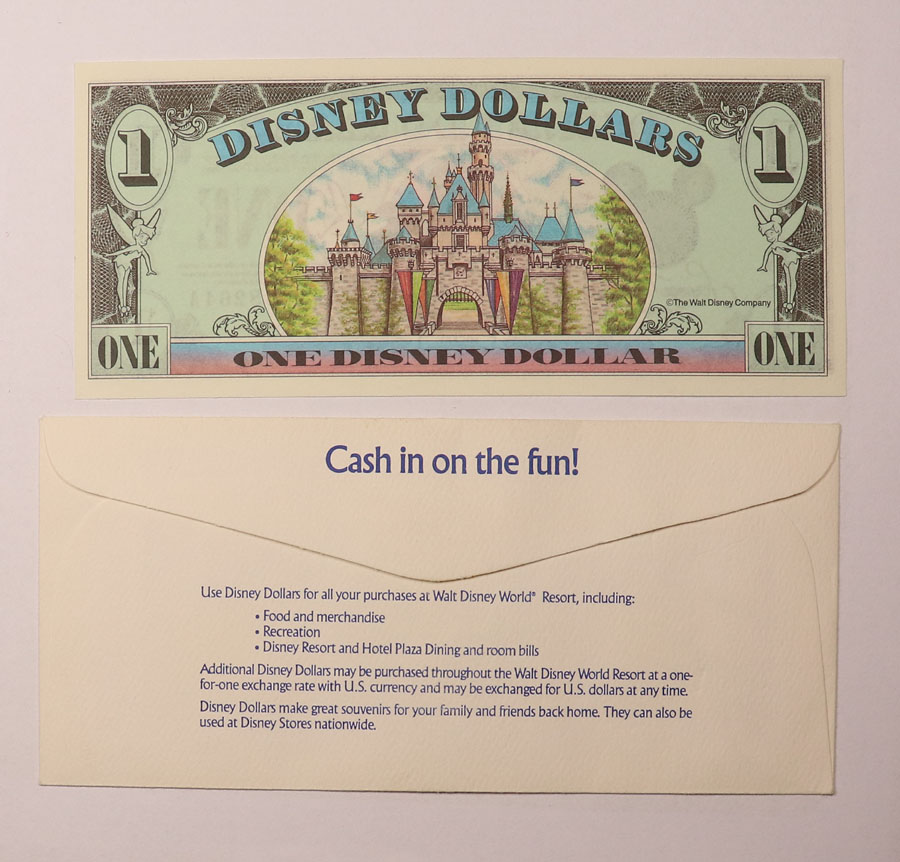 DISNEY DOLLARS
1
1
©The Walt Disney Company
ONE
ONE DISNEY DOLLAR
ONE
Cash in on the fun!
Use Disney Dollars for all your purchases at Walt Disney World® Resort, including:
• Food and merchandise
• Recreation
• Disney Resort and Hotel Plaza Dining and room bills
Additional Disney Dollars may be purchased throughout the Walt Disney World Resort at a one-
for-one exchange rate with U.S. currency and may be exchanged for U.S. dollars at any time.
Disney Dollars make great souvenirs for your family and friends back home. They can also be
used at Disney Stores nationwide.